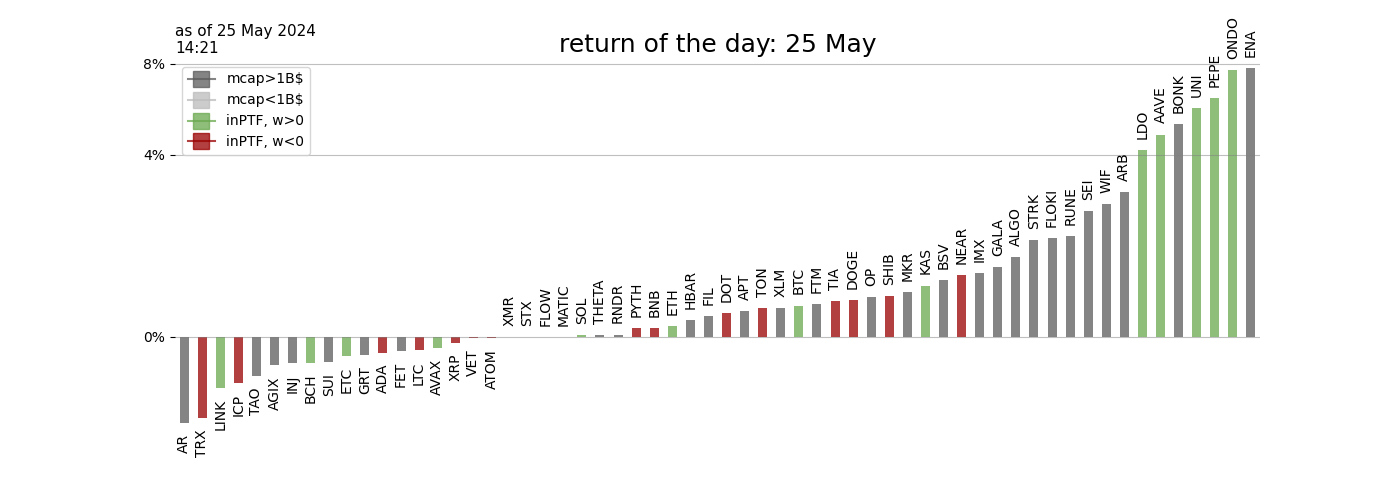 as of 25 May 2024
14:21
return of the day: 25 May
8%
4%
0%
mcap>1B$
mcap<1B$
inPTF, w>0
inPTF, w<0
AR
TRX
LINK
ICP
TAO
AGIX
INJ
BCH
SUI
ETC
GRT
ADA
FET
LTC
AVAX
XRP
VET
ATOM
XMR
STX
FLOW
MATIC
SOL
THETA
RNDR
PYTH
BNB
ETH
HBAR
FIL
DOT
APT
TON
XLM
BTC
FTM
TIA
DOGE
OP
SHIB
MKR
KAS
BSV
NEAR
IMX
GALA
ALGO
STRK
FLOKI
RUNE
SEI
WIF
ARB
LDO
AAVE
BONK
UNI
PEPE
ONDO
ENA